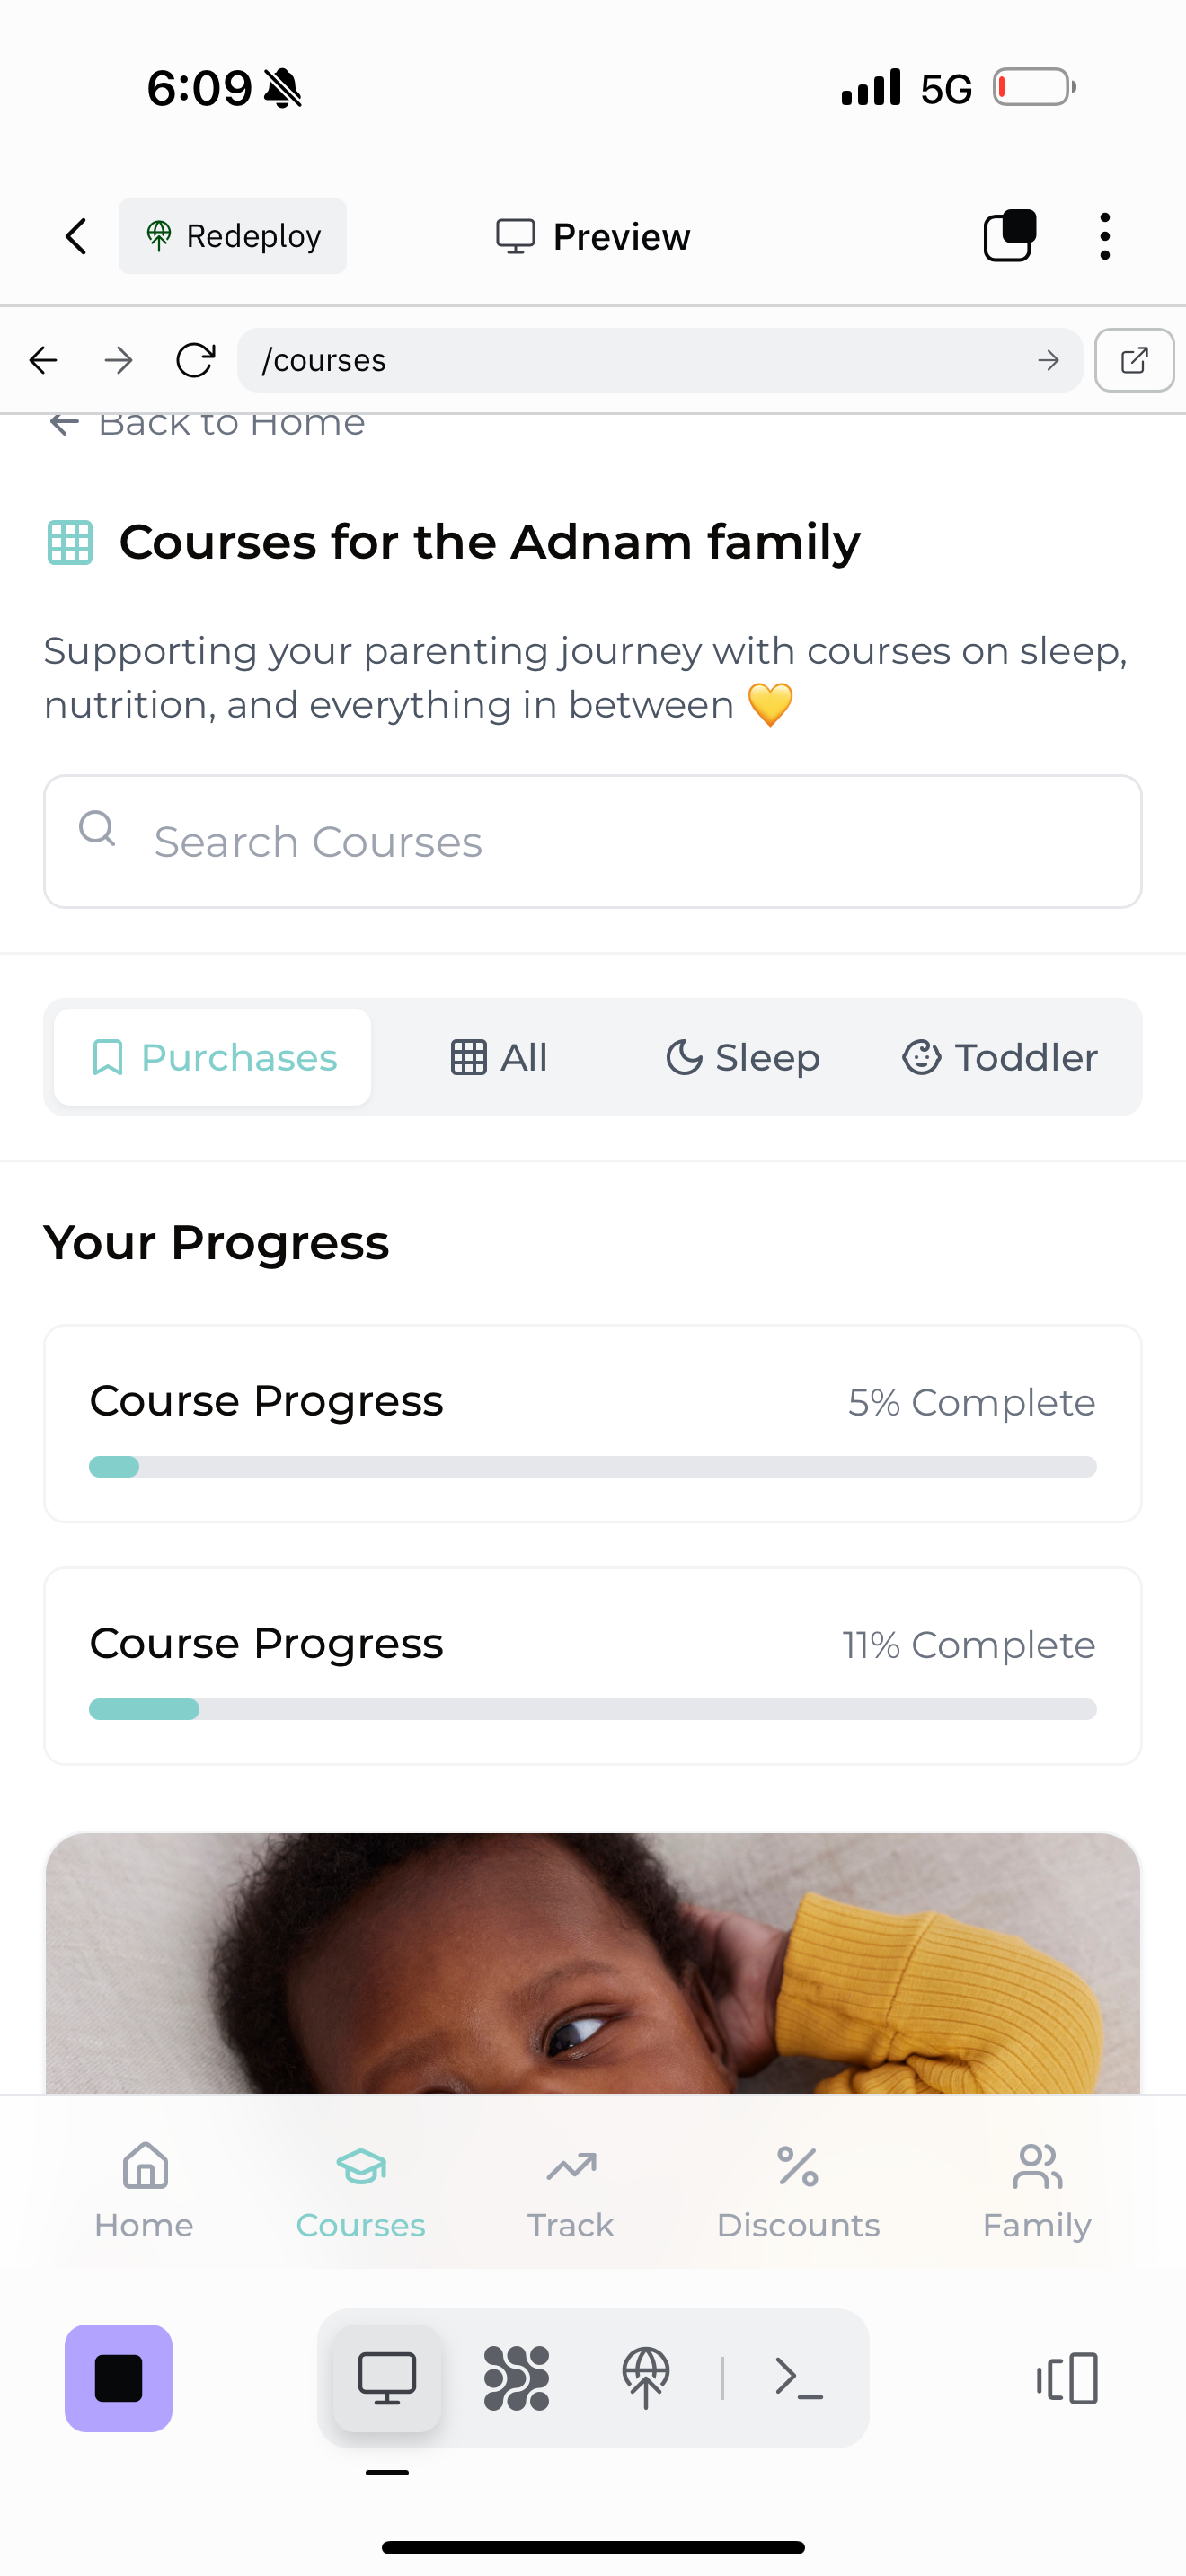 6:09
5G
Redeploy
Preview
/courses
Back to Home
Courses for the Adnam family
Supporting your parenting journey with courses on sleep,
nutrition, and everything in between 💛
Search Courses
Purchases
All
Sleep
Toddler
Your Progress
Course Progress
5% Complete
Course Progress
11% Complete
Home
Courses
Track
Discounts
Family